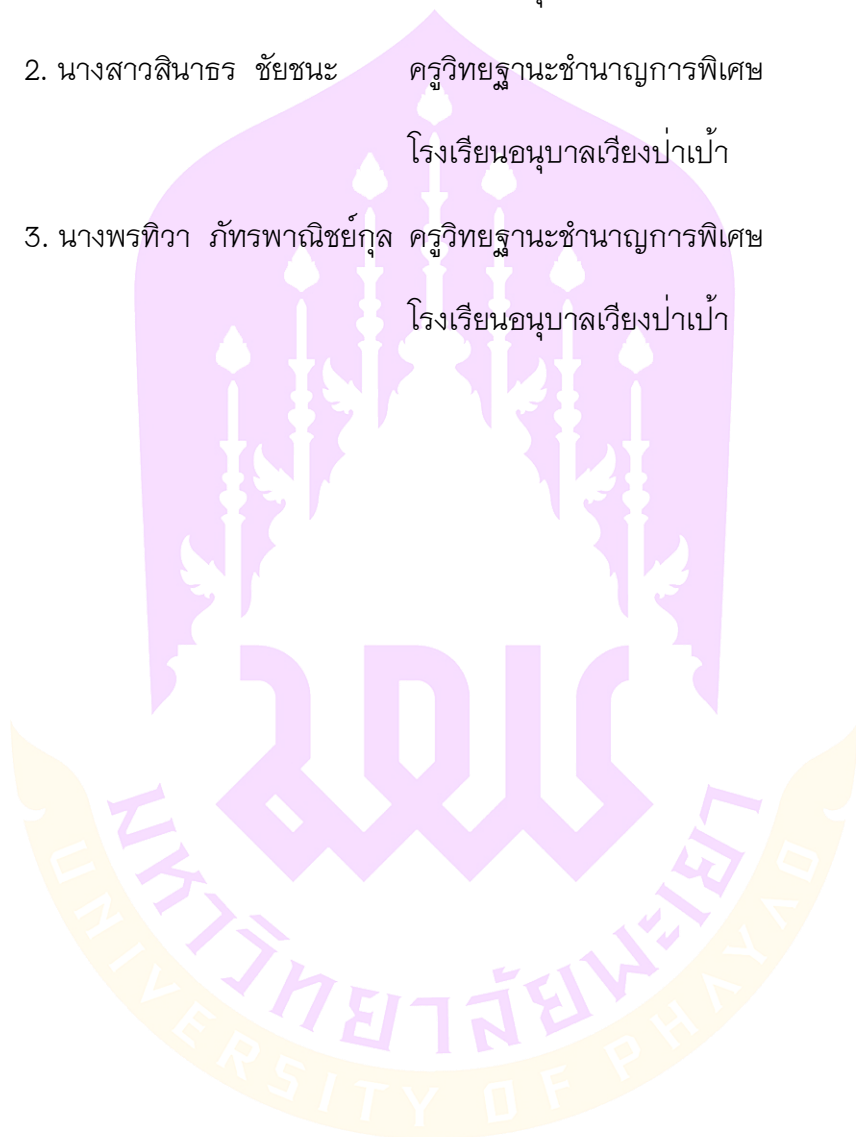 2. นางสาวสินาธร ชัยชนะ ครูวิทยฐานะชำนาญการพิเศษ
โรงเรียนอนุบาลเวียงป่าเป้า
3. นางพรทิวา ภัทรพาณิชย์กุล ครูวิทยฐานะชำนาญการพิเศษ
โรงเรียนอนุบาลเวียงป่าเป้า
มหาวิทยาลัยพะเยา
UNIVERSITY OF PHAYAO